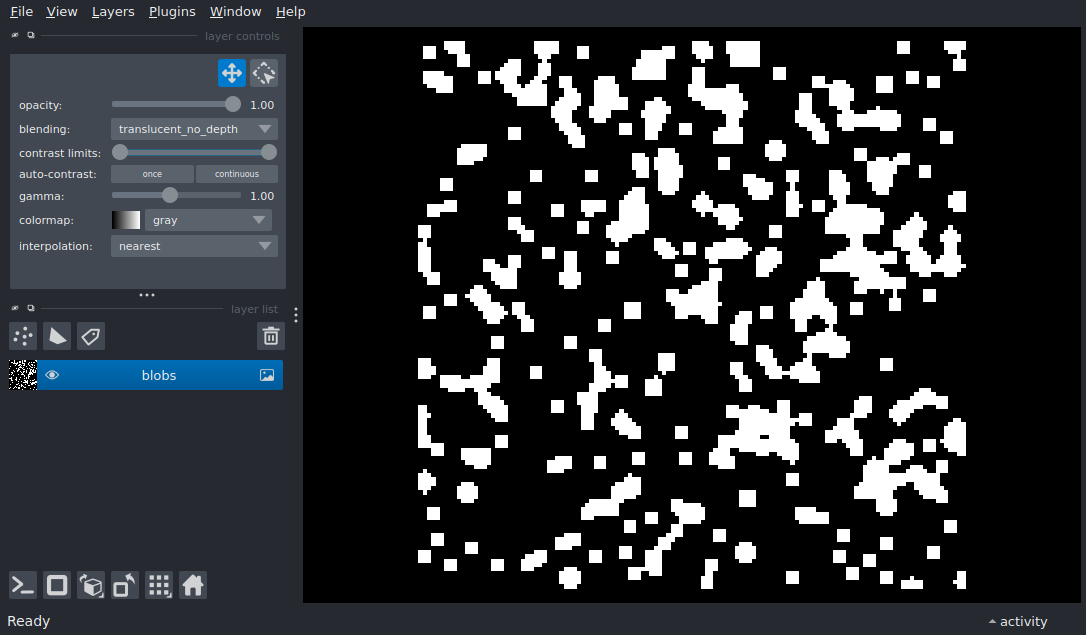 File View Layers Plugins Window Help
layer controls
opacity: 1.00
blending: translucent_no_depth
contrast limits:
auto-contrast: once continuous
gamma: 1.00
colormap: gray
interpolation: nearest
layer list
blobs
Ready activity